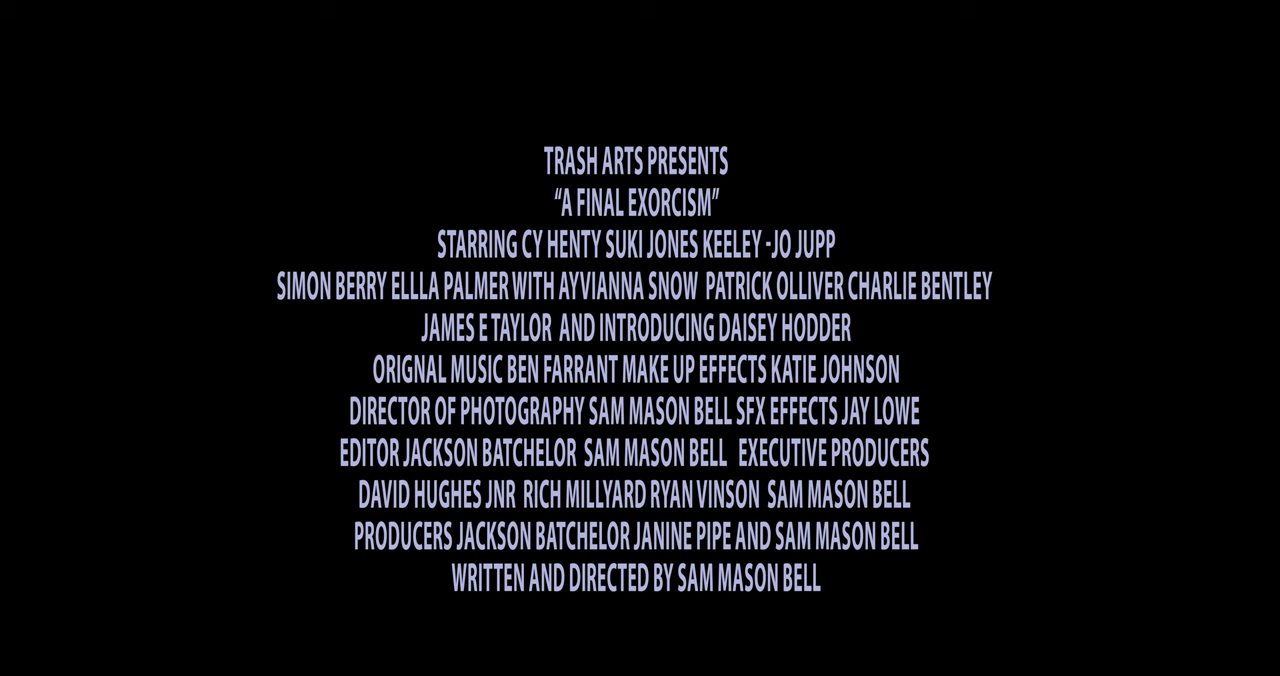 TRASH ARTS PRESENTS
“A FINAL EXORCISM”
STARRING CY HENTY SUKI JONES KEELEY -JO JUPP
SIMON BERRY ELLLA PALMER WITH AYVIANNA SNOW PATRICK OLLIVER CHARLIE BENTLEY
JAMES E TAYLOR AND INTRODUCING DAISEY HODDER
ORIGNAL MUSIC BEN FARRANT MAKE UP EFFECTS KATIE JOHNSON
DIRECTOR OF PHOTOGRAPHY SAM MASON BELL SFX EFFECTS JAY LOWE
EDITOR JACKSON BATCHELOR SAM MASON BELL EXECUTIVE PRODUCERS
DAVID HUGHES JNR RICH MILLYARD RYAN VINSON SAM MASON BELL
PRODUCERS JACKSON BATCHELOR JANINE PIPE AND SAM MASON BELL
WRITTEN AND DIRECTED BY SAM MASON BELL